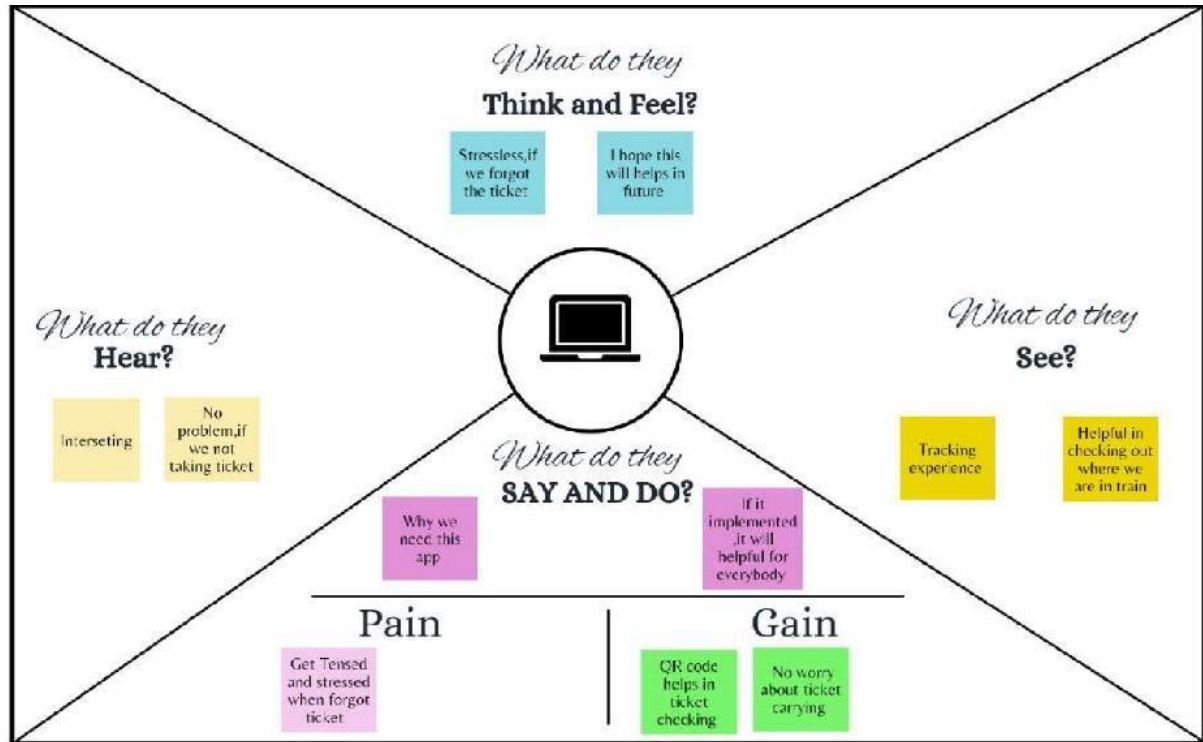 What do they
Think and Feel?
Stressless,if
we forgot
the ticket
I hope this
will helps in
future
What do they
Hear?
Interseting
No
problem,if
we not
taking ticket
What do they
See?
Tracking
experience
Helpful in
checking out
where we
are in train
What do they
SAY AND DO?
Why we
need this
app
If it
implemented
,it will
helpful for
everybody
Pain
Get Tensed
and stressed
when forgot
ticket
Gain
QR code
helps in
ticket
checking
No worry
about ticket
carrying